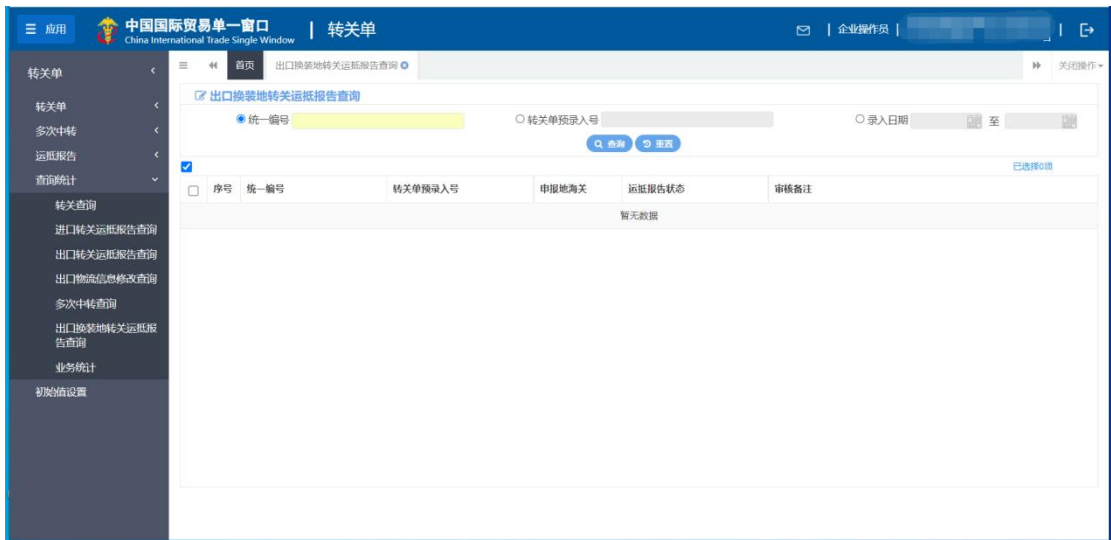 应用
中国国际贸易单一窗口
China International Trade Single Window
转关单
企业操作员
转关单
首页
出口换装地转关运抵报告查询
关闭操作
转关单
多次中转
运抵报告
查询统计
转关查询
进口转关运抵报告查询
出口转关运抵报告查询
出口物流信息修改查询
多次中转查询
出口换装地转关运抵报
告查询
业务统计
初始值设置
出口换装地转关运抵报告查询
统一编号
转关单预录入号
录入日期
至
查询
重置
已选择0项
序号 统一编号 转关单预录入号 申报地海关 运抵报告状态 审核备注
暂无数据